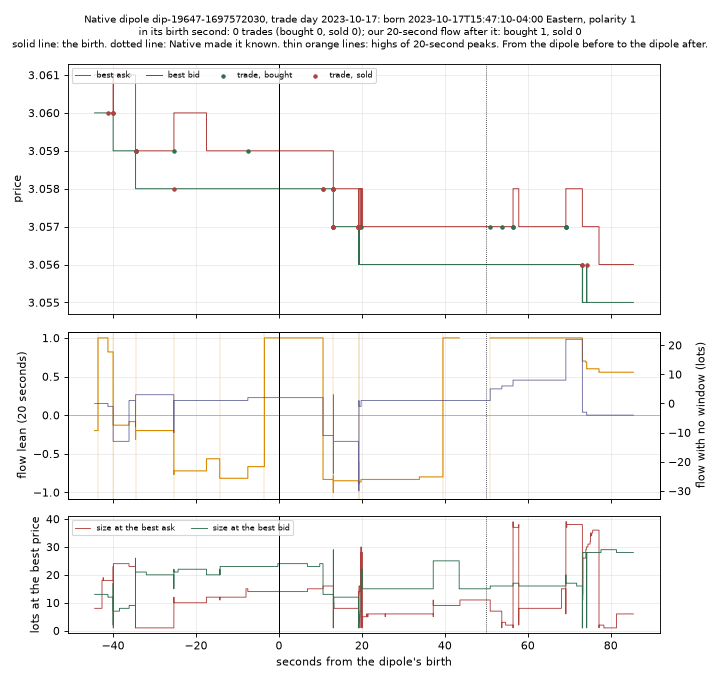 Native dipole dip-19647-1697572030, trade day 2023-10-17: born 2023-10-17T15:47:10-04:00 Eastern, polarity 1
in its birth second: 0 trades (bought 0, sold 0); our 20-second flow after it: bought 1, sold 0
solid line: the birth. dotted line: Native made it known. thin orange lines: highs of 20-second peaks. From the dipole before to the dipole after.
best ask best bid trade, bought trade, sold
3.061
3.060
3.059
3.058
3.057
3.056
3.055
price
1.0
0.5
0.0
−0.5
−1.0
flow lean (20 seconds)
20
10
0
−10
−20
−30
flow with no window (lots)
size at the best ask size at the best bid
40
30
20
10
0
lots at the best price
−40 −20 0 20 40 60 80
seconds from the dipole's birth